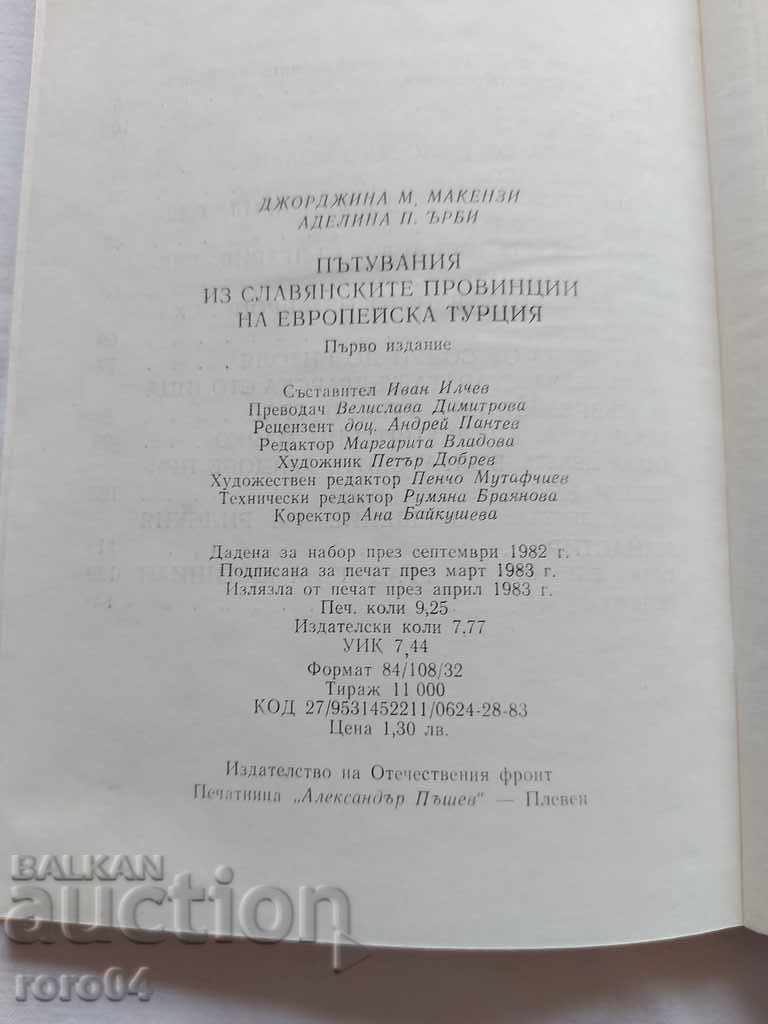 ДЖОРДЖИНА М. МАКЕНЗИ
АДЕЛИНА П. ЪРБИ
ПЪТУВАНИЯ
ИЗ СЛАВЯНСКИТЕ ПРОВИНЦИИ
НА ЕВРОПЕЙСКА ТУРЦИЯ
Първо издание
Съставител Иван Илчев
Преводач Велислава Димитрова
Рецензент доц. Андрей Пантев
Редактор Маргарита Владова
Художник Петър Добрев
Художествен редактор Пенчо Мутафчиев
Технически редактор Румяна Браянова
Коректор Ана Байкушева
Дадена за набор през септември 1982 г.
Подписана за печат през март 1983 г.
Излязла от печат през април 1983 г.
Печ. коли 9,25
Издателски коли 7,77
УИК 7,44
Формат 84/108/32
Тираж 11 000
КОД 27/9531452211/0624-28-83
Цена 1,30 лв.
Издателство на Отечествения фронт
Печатница „Александър Пъшев" — Плевен
BALKAN
auction
roro04